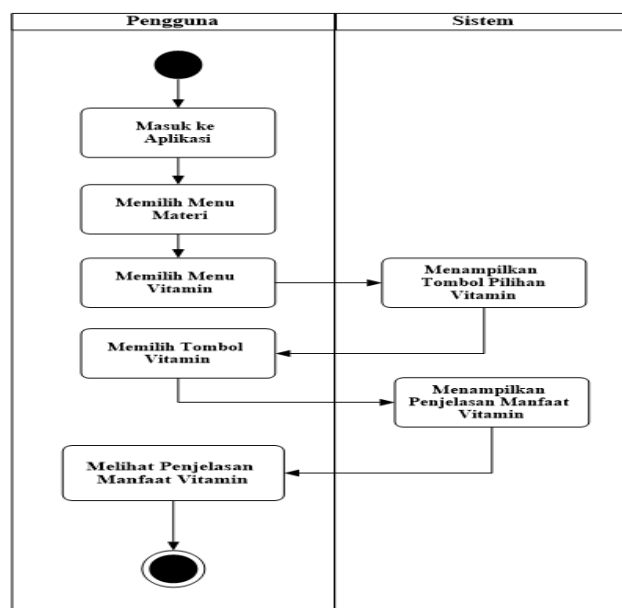 Pengguna
Sistem
Masuk ke
Aplikasi
Memilih Menu
Materi
Memilih Menu
Vitamin
Menampilkan
Tombol Pilihan
Vitamin
Memilih Tombol
Vitamin
Menampilkan
Penjelasan Manfaat
Vitamin
Melihat Penjelasan
Manfaat Vitamin